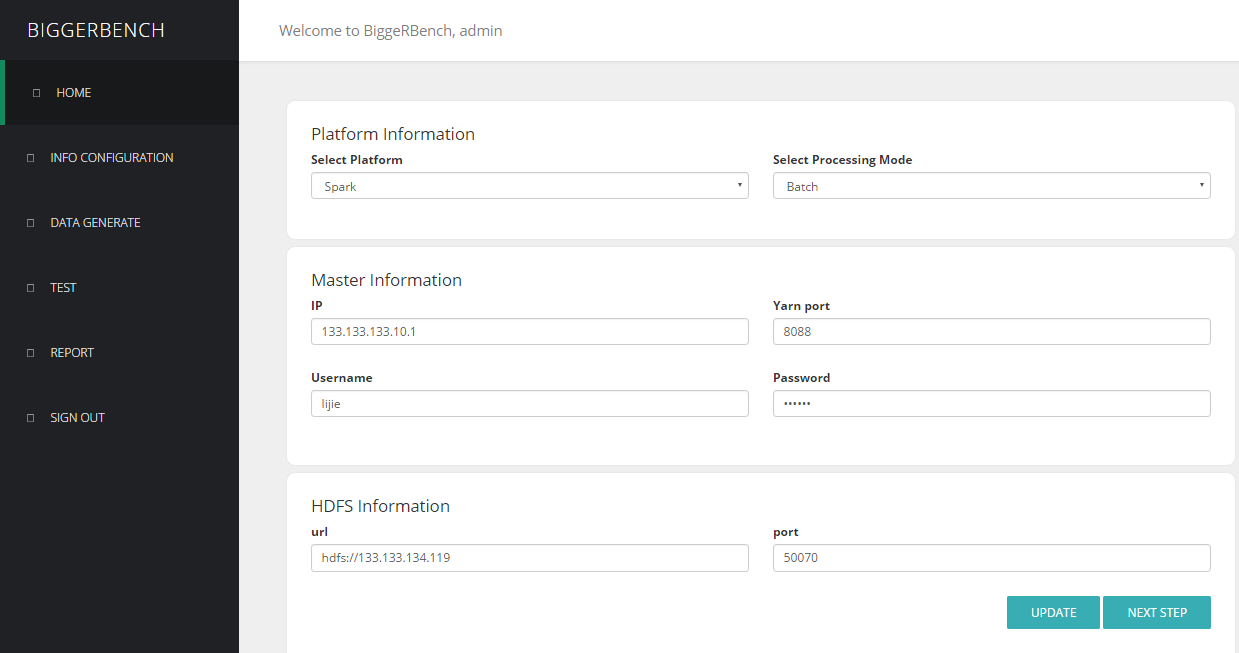 BIGGERBENCH
Welcome to BiggeRBench, admin
HOME
INFO CONFIGURATION
DATA GENERATE
TEST
REPORT
SIGN OUT
Platform Information
Select Platform Select Processing Mode
Spark Batch
Master Information
IP Yarn port
133.133.133.10.1 8088
Username Password
lijie ••••••
HDFS Information
url port
hdfs://133.133.134.119 50070
UPDATE NEXT STEP